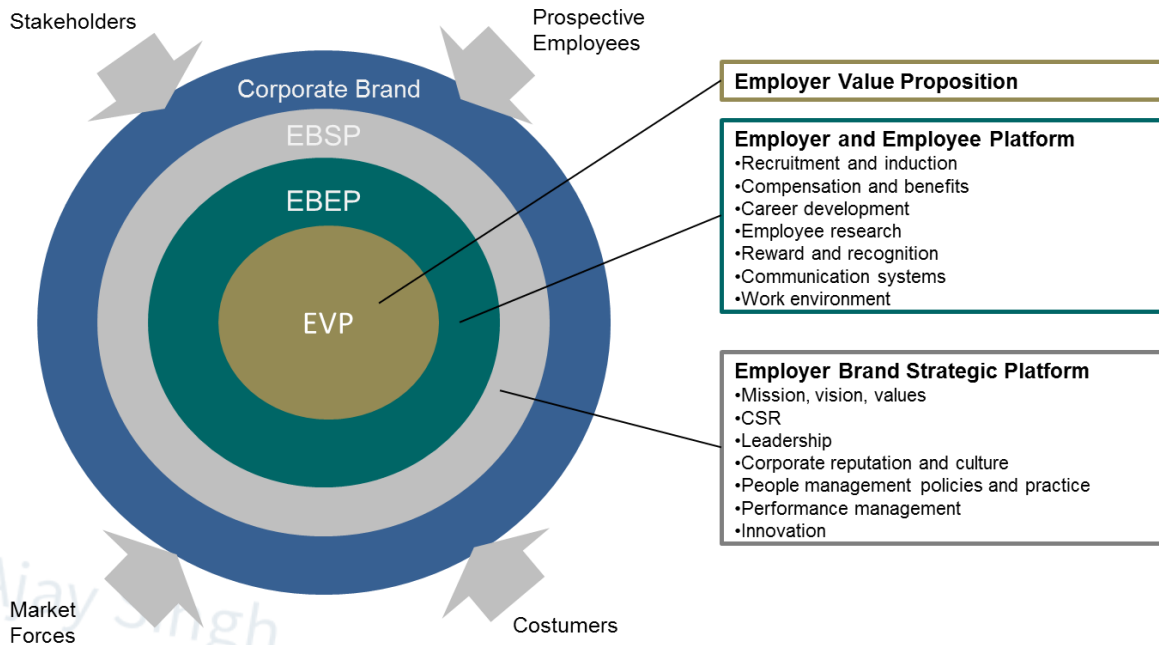 Stakeholders
Prospective
Employees
Corporate Brand
EBSP
EBEP
EVP
Employer Value Proposition
Employer and Employee Platform
•Recruitment and induction
•Compensation and benefits
•Career development
•Employee research
•Reward and recognition
•Communication systems
•Work environment
Employer Brand Strategic Platform
•Mission, vision, values
•CSR
•Leadership
•Corporate reputation and culture
•People management policies and practice
•Performance management
•Innovation
Market
Forces
Costumers
Ajay Singh